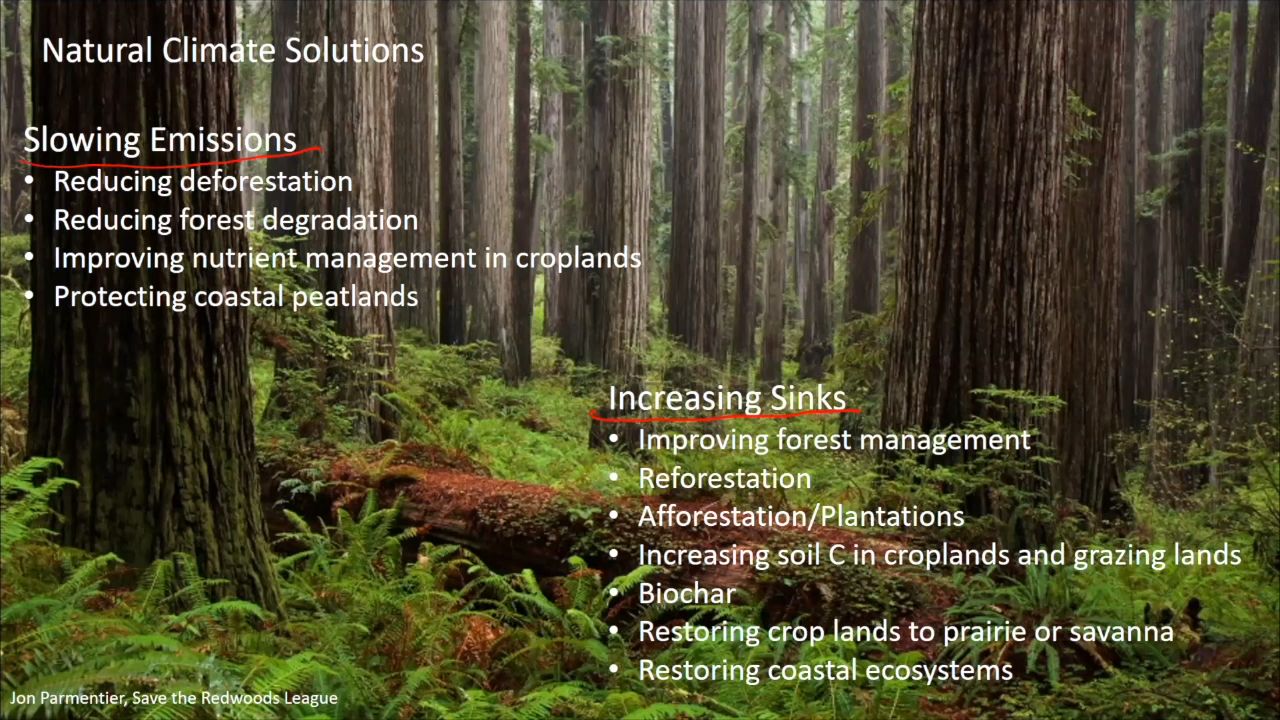 Natural Climate Solutions
Slowing Emissions
• Reducing deforestation
• Reducing forest degradation
• Improving nutrient management in croplands
• Protecting coastal peatlands
Increasing Sinks
• Improving forest management
• Reforestation
• Afforestation/Plantations
• Increasing soil C in croplands and grazing lands
• Biochar
• Restoring crop lands to prairie or savanna
• Restoring coastal ecosystems
Jon Parmentier, Save the Redwoods League